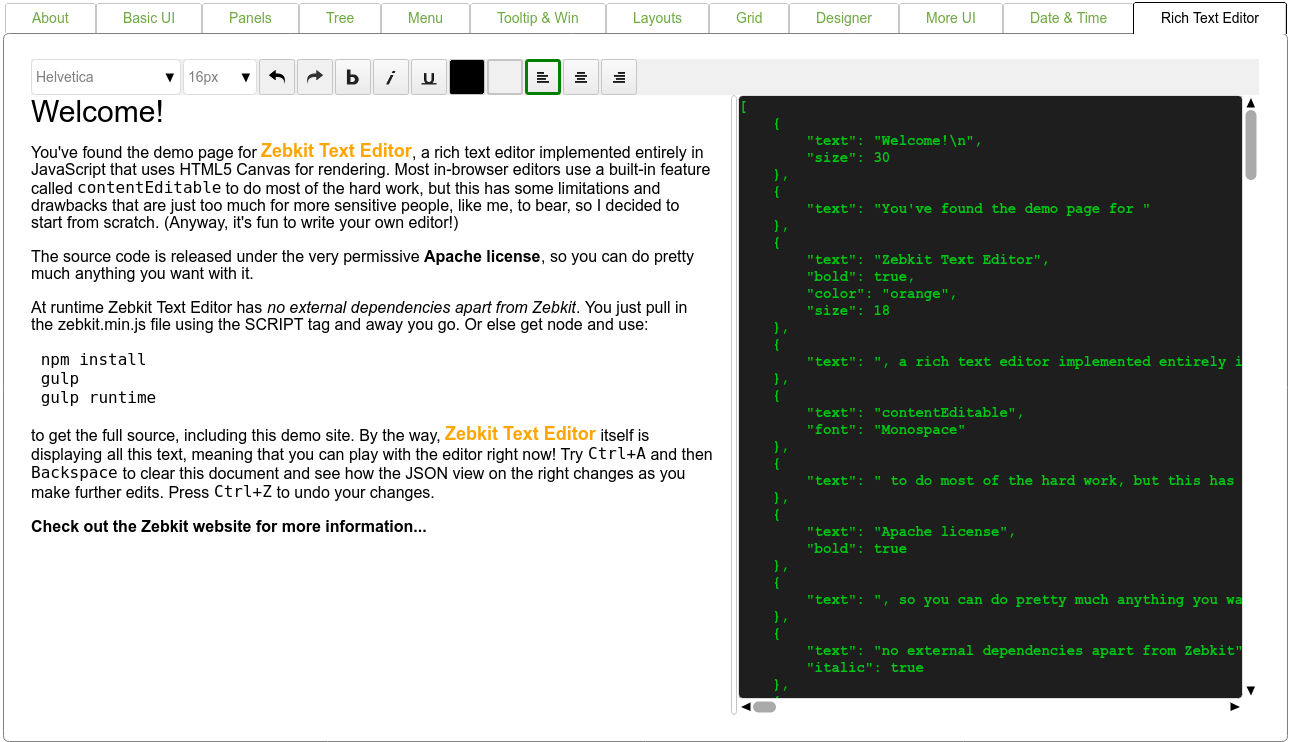 About Basic UI Panels Tree Menu Tooltip & Win Layouts Grid Designer More UI Date & Time Rich Text Editor
Helvetica 16px b i u
Welcome!
You've found the demo page for Zebkit Text Editor, a rich text editor implemented entirely in
JavaScript that uses HTML5 Canvas for rendering. Most in-browser editors use a built-in feature
called contentEditable to do most of the hard work, but this has some limitations and
drawbacks that are just too much for more sensitive people, like me, to bear, so I decided to
start from scratch. (Anyway, it's fun to write your own editor!)
The source code is released under the very permissive Apache license, so you can do pretty
much anything you want with it.
At runtime Zebkit Text Editor has no external dependencies apart from Zebkit. You just pull in
the zebkit.min.js file using the SCRIPT tag and away you go. Or else get node and use:
npm install
gulp
gulp runtime
to get the full source, including this demo site. By the way, Zebkit Text Editor itself is
displaying all this text, meaning that you can play with the editor right now! Try Ctrl+A and then
Backspace to clear this document and see how the JSON view on the right changes as you
make further edits. Press Ctrl+Z to undo your changes.
Check out the Zebkit website for more information...
[
{
"text": "Welcome!\n",
"size": 30
},
{
"text": "You've found the demo page for "
},
{
"text": "Zebkit Text Editor",
"bold": true,
"color": "orange",
"size": 18
},
{
"text": ", a rich text editor implemented entirely i
},
{
"text": "contentEditable",
"font": "Monospace"
},
{
"text": " to do most of the hard work, but this has
},
{
"text": "Apache license",
"bold": true
},
{
"text": ", so you can do pretty much anything you wa
},
{
"text": "no external dependencies apart from Zebkit"
"italic": true
},